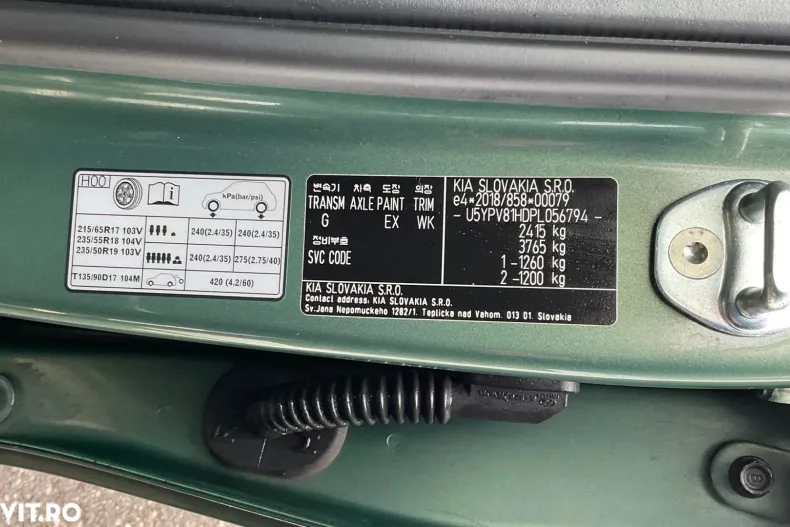 H00
kPa(bar/psi)
215/65R17 103V
235/55R18 104V
235/50R19 103V
240(2.4/35) 240(2.4/35)
240(2.4/35) 275(2.75/40)
T135/90D17 104M
420 (4.2/60)
변속기 차축 도장 의장
TRANSM AXLE PAINT TRIM
G EX WK
정비부호
SVC CODE
KIA SLOVAKIA S.R.O.
e4*2018/858*00079
- U5YPV81HDPL056794 -
2415 kg
3765 kg
1 -1260 kg
2 -1200 kg
KIA SLOVAKIA S.R.O.
Contact address: KIA SLOVAKIA S.R.O.
Sv.Jana Nepomuckeho 1282/1. Teplicka nad Vahom. 013 01. Slovakia
VIT.RO